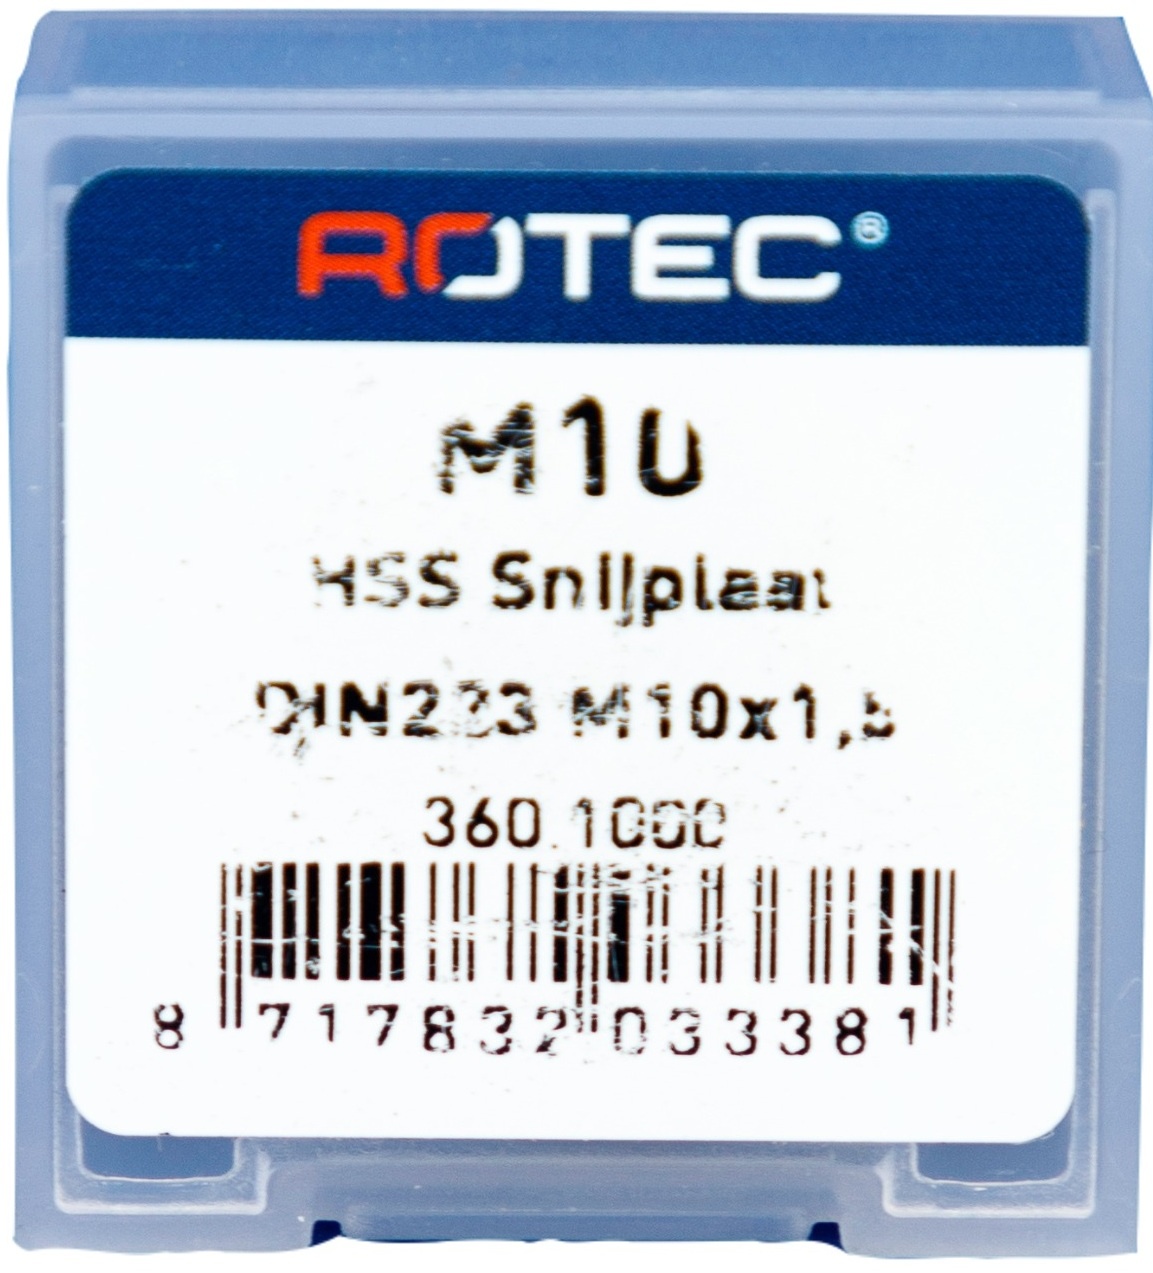 ROTEC®
M10
HSS Snijplaat
DIN223 M10x1,5
360.1000
8 717832 033381